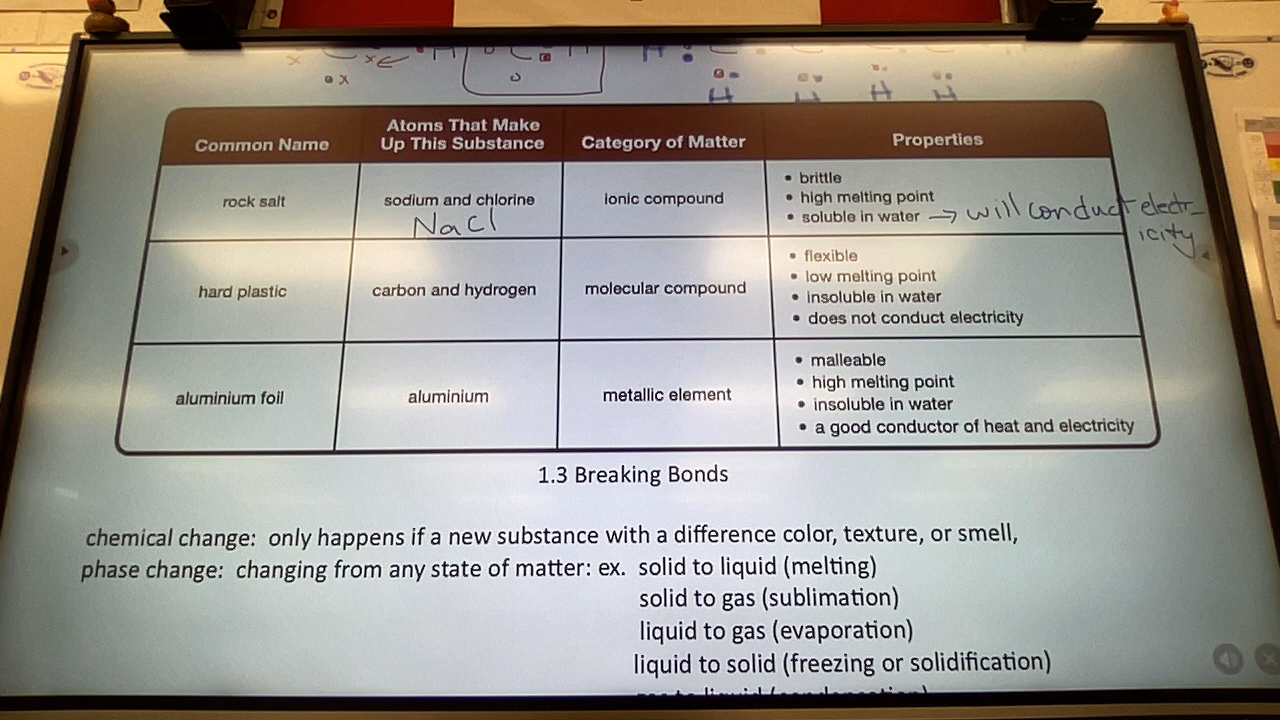 Common Name
Atoms That Make
Up This Substance
Category of Matter
Properties
rock salt
sodium and chlorine
NaCl
ionic compound
• brittle
• high melting point
• soluble in water → will conduct electr-
icity
hard plastic
carbon and hydrogen
molecular compound
• flexible
• low melting point
• insoluble in water
• does not conduct electricity
aluminium foil
aluminium
metallic element
• malleable
• high melting point
• insoluble in water
• a good conductor of heat and electricity
1.3 Breaking Bonds
chemical change: only happens if a new substance with a difference color, texture, or smell,
phase change: changing from any state of matter: ex. solid to liquid (melting)
solid to gas (sublimation)
liquid to gas (evaporation)
liquid to solid (freezing or solidification)